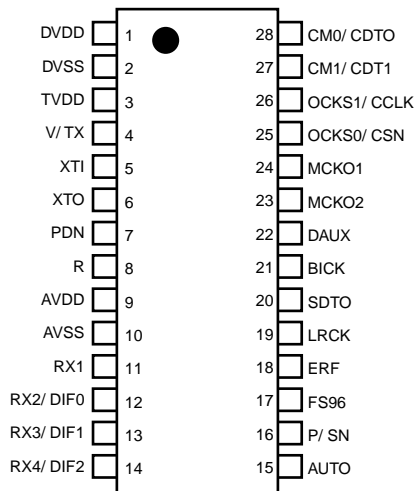 DVDD 1 28 CM0/ CDTO
DVSS 2 27 CM1/ CDT1
TVDD 3 26 OCKS1/ CCLK
V/ TX 4 25 OCKS0/ CSN
XTI 5 24 MCKO1
XTO 6 23 MCKO2
PDN 7 22 DAUX
R 8 21 BICK
AVDD 9 20 SDTO
AVSS 10 19 LRCK
RX1 11 18 ERF
RX2/ DIF0 12 17 FS96
RX3/ DIF1 13 16 P/ SN
RX4/ DIF2 14 15 AUTO